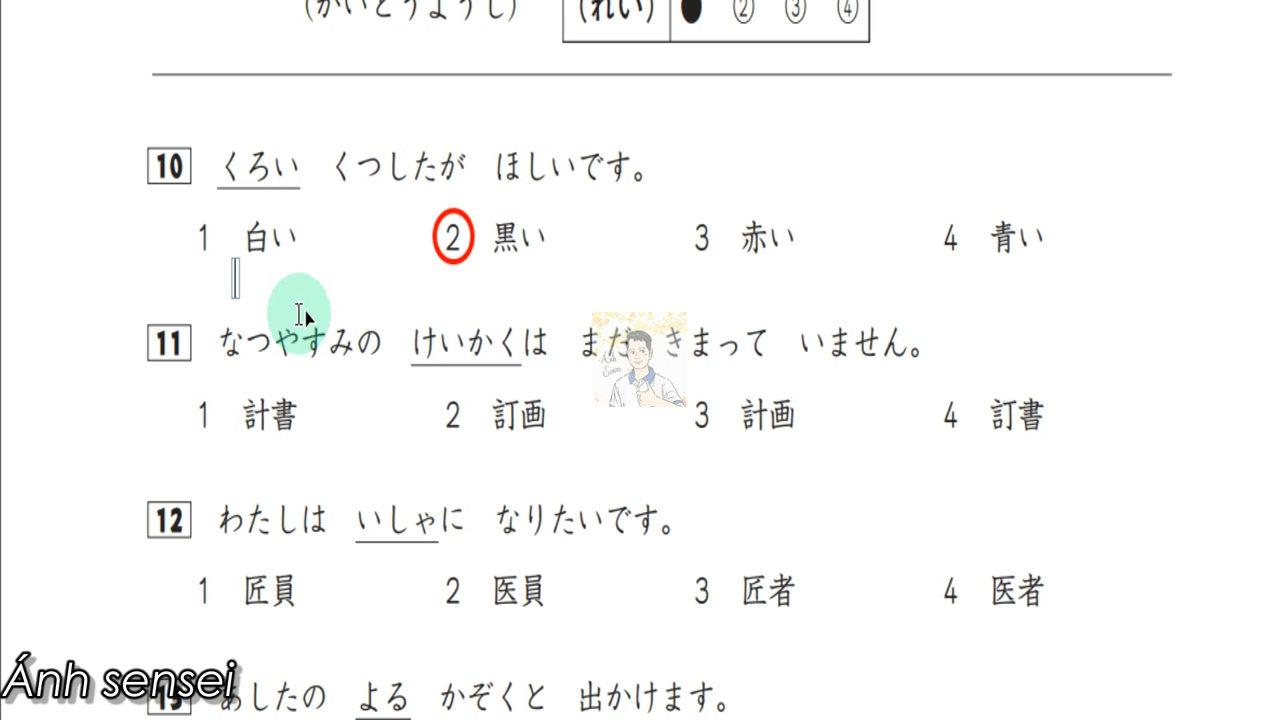 (かいとうようし) (れい) ● ② ③ ④
10 くろい くつしたが ほしいです。
1 白い 2 黒い 3 赤い 4 青い
11 なつやすみの けいかくは まだ きまって いません。
1 計書 2 訂画 3 計画 4 訂書
12 わたしは いしゃに なりたいです。
1 匠員 2 医員 3 匠者 4 医者
13 あしたの よる かぞくと 出かけます。
Ánh sensei